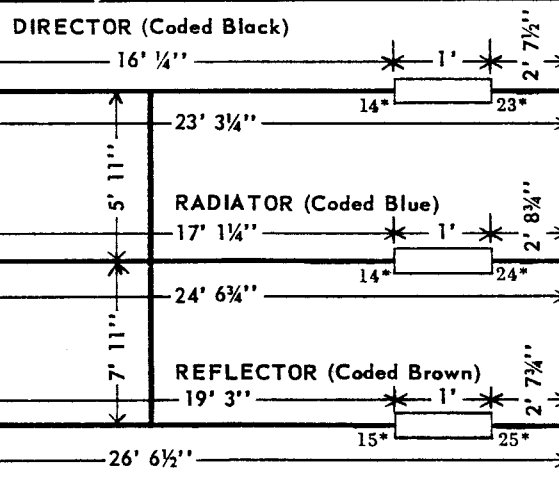 DIRECTOR (Coded Black)
16' ¼" 1' 2' 7½"
14* 23*
23' 3¼"
5' 11"
RADIATOR (Coded Blue)
17' 1¼" 1' 2' 8¾"
14* 24*
24' 6¾"
7' 11"
REFLECTOR (Coded Brown)
19' 3" 1' 2' 7¾"
15* 25*
26' 6½"